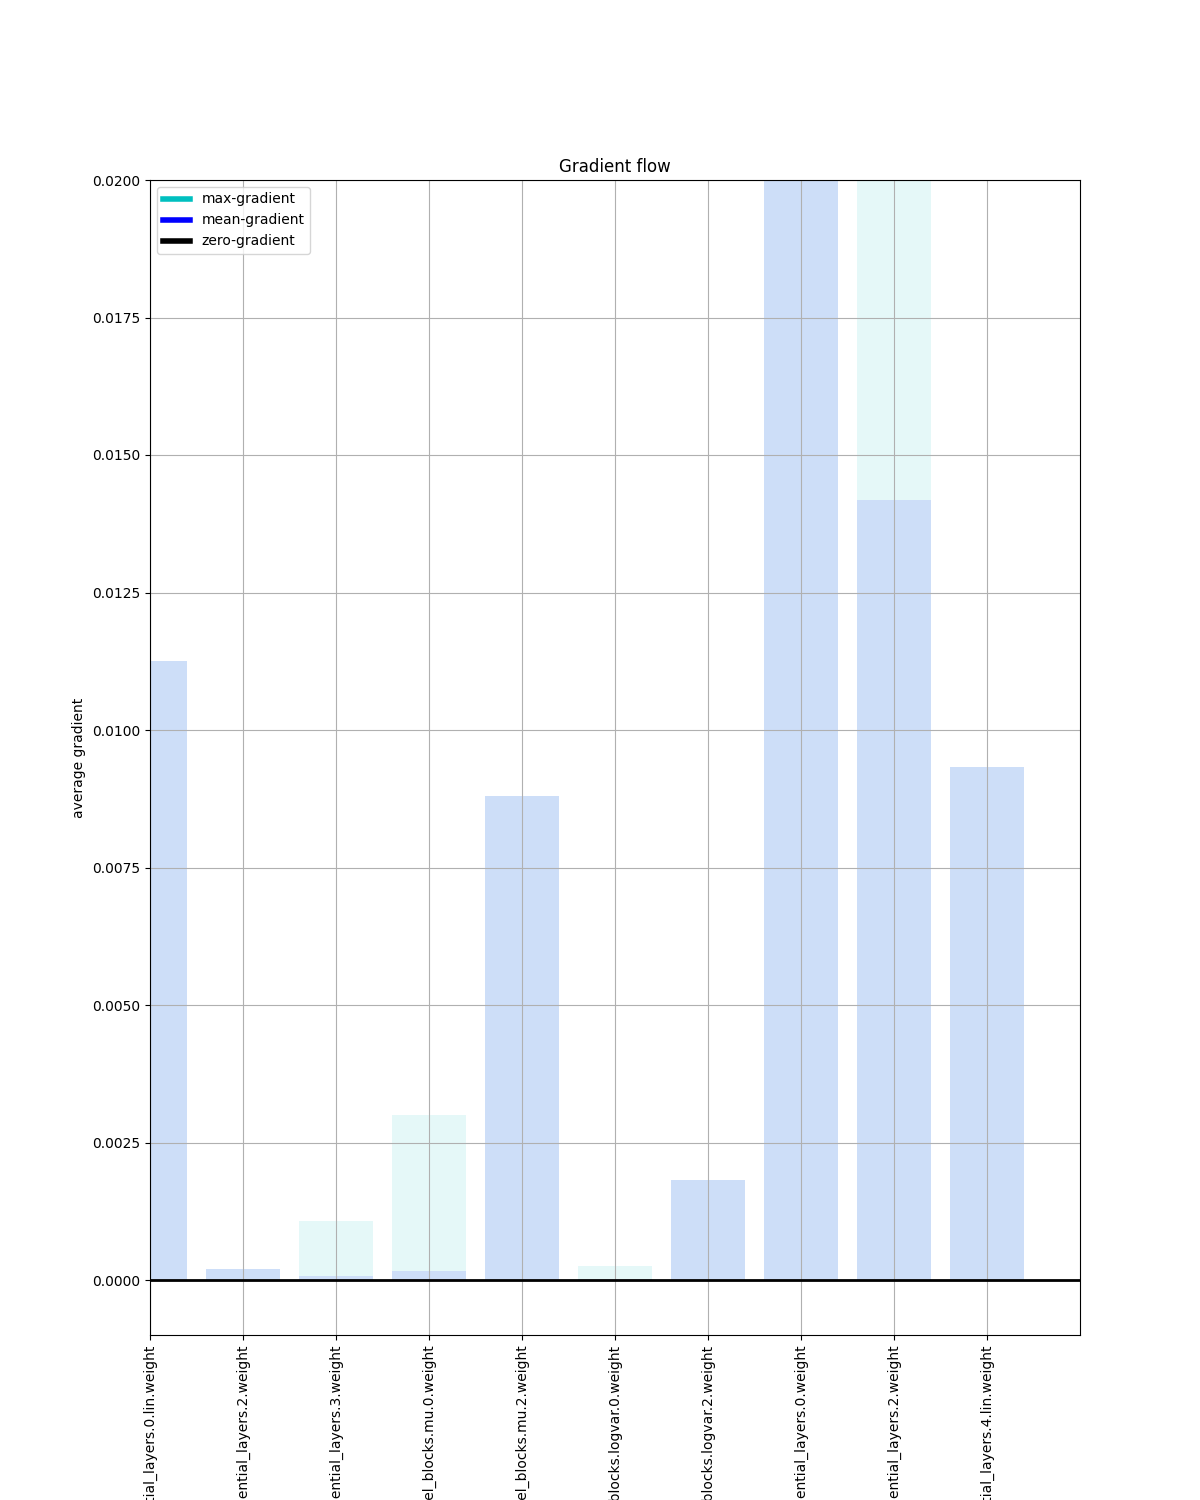 Gradient flow
max-gradient
mean-gradient
zero-gradient
0.0200
0.0175
0.0150
0.0125
0.0100
0.0075
0.0050
0.0025
0.0000
average gradient
tial_layers.0.lin.weight
ential_layers.2.weight
ential_layers.3.weight
el_blocks.mu.0.weight
el_blocks.mu.2.weight
blocks.logvar.0.weight
blocks.logvar.2.weight
ential_layers.0.weight
ential_layers.2.weight
tial_layers.4.lin.weight